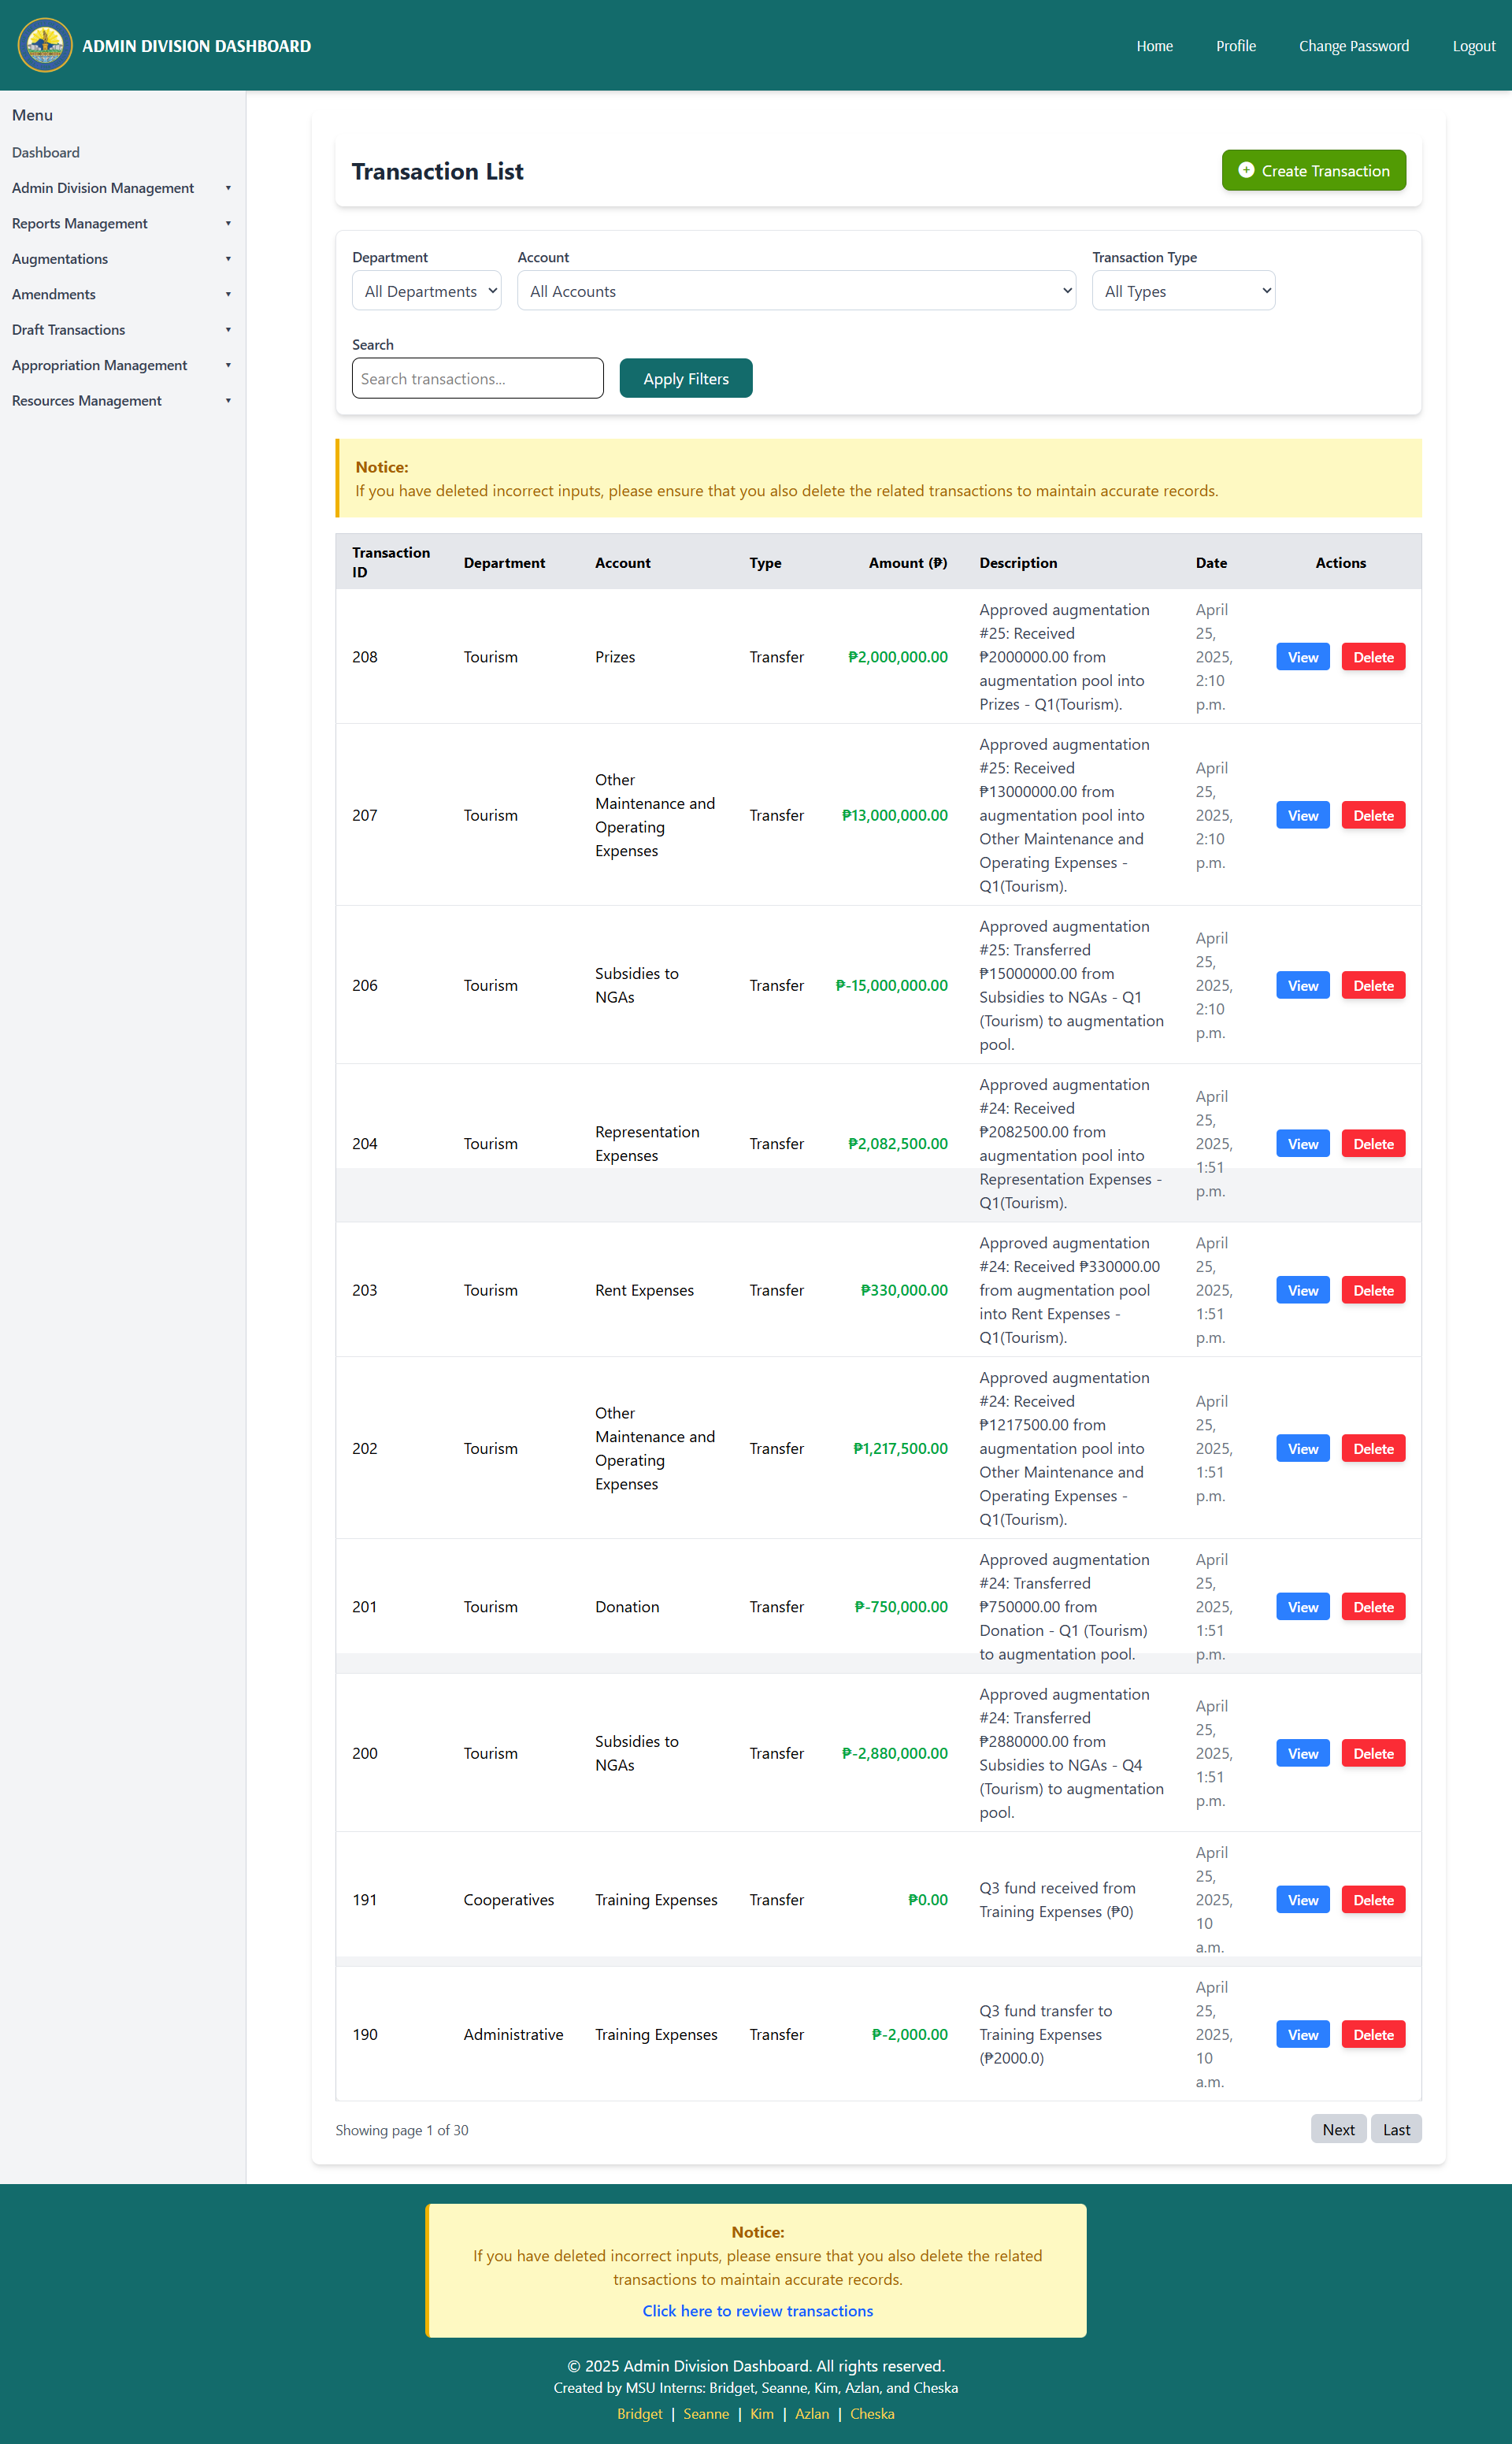 ADMIN DIVISION DASHBOARD
Home Profile Change Password Logout
Menu
Dashboard
Admin Division Management
Reports Management
Augmentations
Amendments
Draft Transactions
Appropriation Management
Resources Management
Transaction List
Create Transaction
Department Account Transaction Type
All Departments All Accounts All Types
Search
Search transactions... Apply Filters
Notice:
If you have deleted incorrect inputs, please ensure that you also delete the related transactions to maintain accurate records.
Transaction
ID
Department Account Type Amount (₱) Description Date Actions
208 Tourism Prizes Transfer ₱2,000,000.00
Approved augmentation
#25: Received
₱2000000.00 from
augmentation pool into
Prizes - Q1(Tourism).
April
25,
2025,
2:10
p.m.
View Delete
207 Tourism
Other
Maintenance and
Operating
Expenses
Transfer ₱13,000,000.00
Approved augmentation
#25: Received
₱13000000.00 from
augmentation pool into
Other Maintenance and
Operating Expenses -
Q1(Tourism).
April
25,
2025,
2:10
p.m.
View Delete
206 Tourism
Subsidies to
NGAs
Transfer ₱-15,000,000.00
Approved augmentation
#25: Transferred
₱15000000.00 from
Subsidies to NGAs - Q1
(Tourism) to augmentation
pool.
April
25,
2025,
2:10
p.m.
View Delete
204 Tourism
Representation
Expenses
Transfer ₱2,082,500.00
Approved augmentation
#24: Received
₱2082500.00 from
augmentation pool into
Representation Expenses -
Q1(Tourism).
April
25,
2025,
1:51
p.m.
View Delete
203 Tourism Rent Expenses Transfer ₱330,000.00
Approved augmentation
#24: Received ₱330000.00
from augmentation pool
into Rent Expenses -
Q1(Tourism).
April
25,
2025,
1:51
p.m.
View Delete
202 Tourism
Other
Maintenance and
Operating
Expenses
Transfer ₱1,217,500.00
Approved augmentation
#24: Received
₱1217500.00 from
augmentation pool into
Other Maintenance and
Operating Expenses -
Q1(Tourism).
April
25,
2025,
1:51
p.m.
View Delete
201 Tourism Donation Transfer ₱-750,000.00
Approved augmentation
#24: Transferred
₱750000.00 from
Donation - Q1 (Tourism)
to augmentation pool.
April
25,
2025,
1:51
p.m.
View Delete
200 Tourism
Subsidies to
NGAs
Transfer ₱-2,880,000.00
Approved augmentation
#24: Transferred
₱2880000.00 from
Subsidies to NGAs - Q4
(Tourism) to augmentation
pool.
April
25,
2025,
1:51
p.m.
View Delete
191 Cooperatives Training Expenses Transfer ₱0.00
Q3 fund received from
Training Expenses (₱0)
April
25,
2025,
10
a.m.
View Delete
190 Administrative Training Expenses Transfer ₱-2,000.00
Q3 fund transfer to
Training Expenses
(₱2000.0)
April
25,
2025,
10
a.m.
View Delete
Showing page 1 of 30
Next Last
Notice:
If you have deleted incorrect inputs, please ensure that you also delete the related
transactions to maintain accurate records.
Click here to review transactions
© 2025 Admin Division Dashboard. All rights reserved.
Created by MSU Interns: Bridget, Seanne, Kim, Azlan, and Cheska
Bridget | Seanne | Kim | Azlan | Cheska